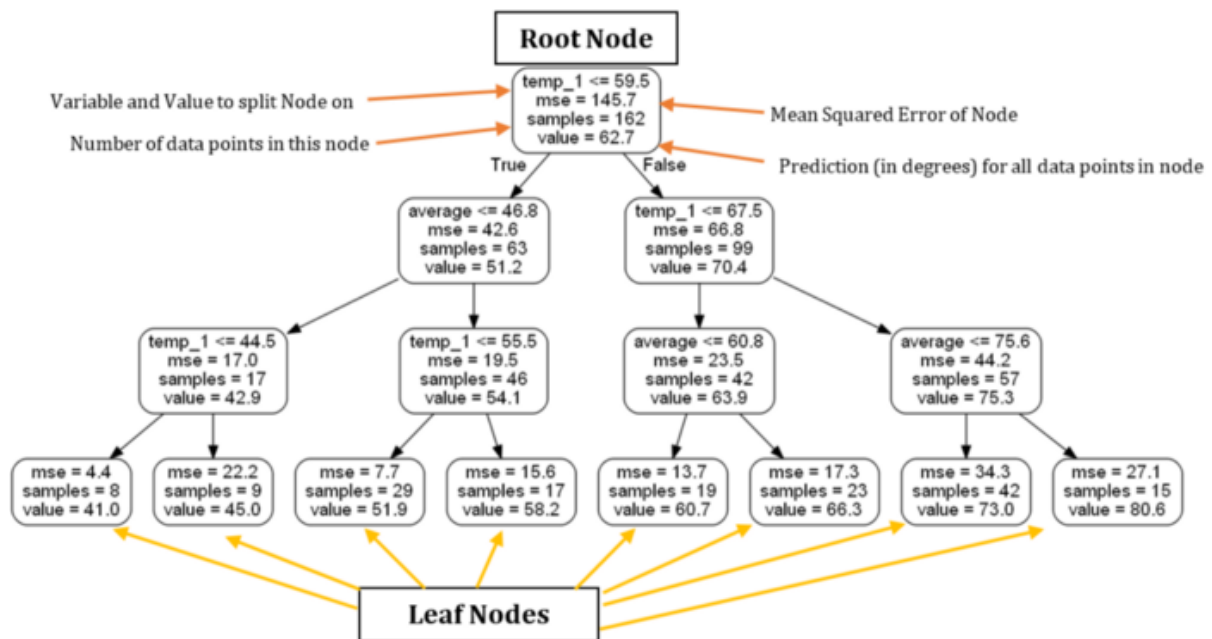 Root Node
temp_1 <= 59.5
mse = 145.7
samples = 162
value = 62.7
Variable and Value to split Node on
Number of data points in this node
Mean Squared Error of Node
Prediction (in degrees) for all data points in node
True
False
average <= 46.8
mse = 42.6
samples = 63
value = 51.2
temp_1 <= 67.5
mse = 66.8
samples = 99
value = 70.4
temp_1 <= 44.5
mse = 17.0
samples = 17
value = 42.9
temp_1 <= 55.5
mse = 19.5
samples = 46
value = 54.1
average <= 60.8
mse = 23.5
samples = 42
value = 63.9
average <= 75.6
mse = 44.2
samples = 57
value = 75.3
mse = 4.4
samples = 8
value = 41.0
mse = 22.2
samples = 9
value = 45.0
mse = 7.7
samples = 29
value = 51.9
mse = 15.6
samples = 17
value = 58.2
mse = 13.7
samples = 19
value = 60.7
mse = 17.3
samples = 23
value = 66.3
mse = 34.3
samples = 42
value = 73.0
mse = 27.1
samples = 15
value = 80.6
Leaf Nodes